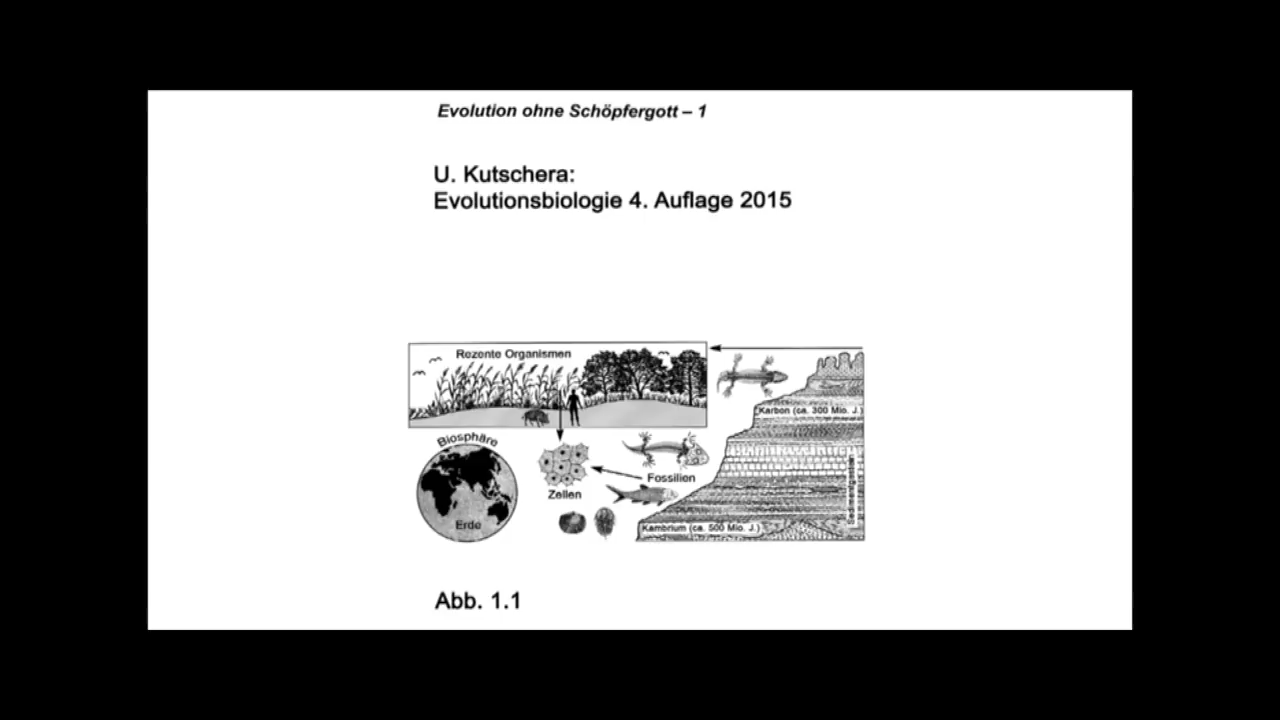 Evolution ohne Schöpfergott – 1
U. Kutschera:
Evolutionsbiologie 4. Auflage 2015
Rezente Organismen
Karbon (ca. 300 Mio. J.)
Biosphäre
Fossilien
Zellen
Erde
Kambrium (ca. 500 Mio. J.)
Sedimentgestein
Abb. 1.1